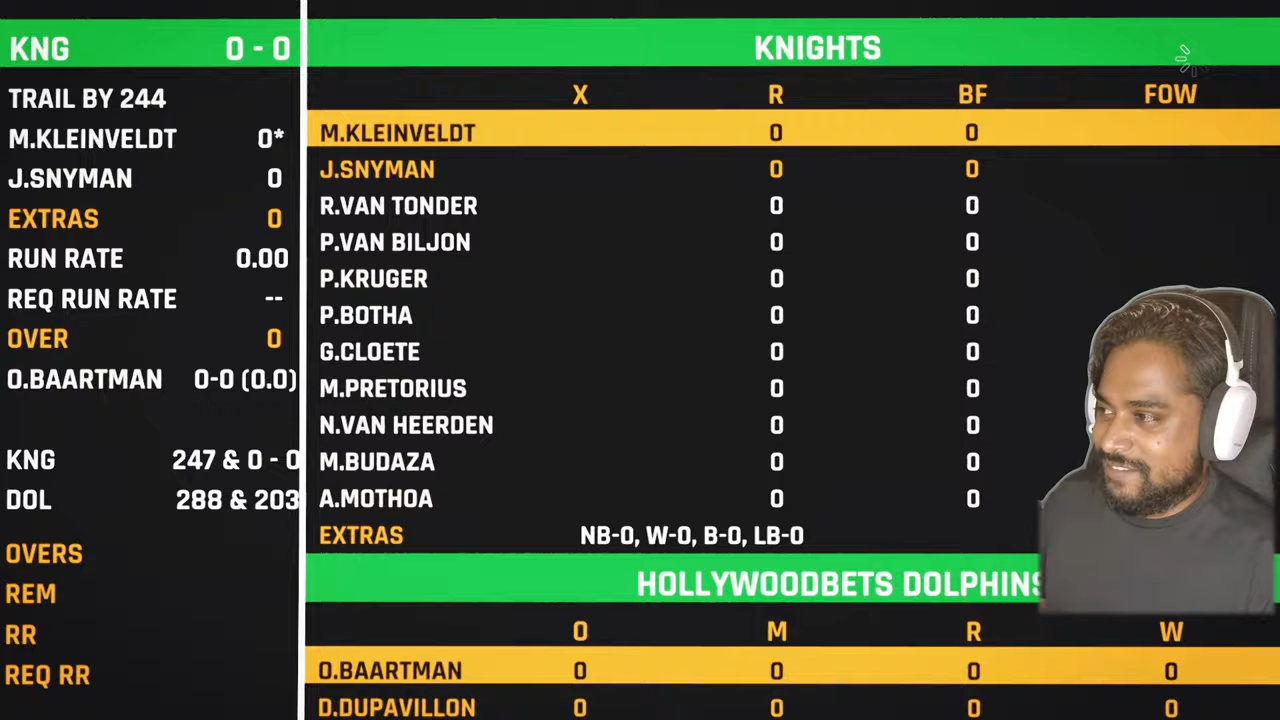 KNG 0 - 0
TRAIL BY 244
M.KLEINVELDT 0*
J.SNYMAN 0
EXTRAS 0
RUN RATE 0.00
REQ RUN RATE --
OVER 0
O.BAARTMAN 0-0 (0.0)
KNG 247 & 0 - 0
DOL 288 & 203
OVERS
REM
RR
REQ RR
KNIGHTS
X R BF FOW
M.KLEINVELDT 0 0
J.SNYMAN 0 0
R.VAN TONDER 0 0
P.VAN BILJON 0 0
P.KRUGER 0 0
P.BOTHA 0 0
G.CLOETE 0 0
M.PRETORIUS 0 0
N.VAN HEERDEN 0 0
M.BUDAZA 0 0
A.MOTHOA 0 0
EXTRAS NB-0, W-0, B-0, LB-0
HOLLYWOODBETS DOLPHINS
O M R W
O.BAARTMAN 0 0 0 0
D.DUPAVILLON 0 0 0 0